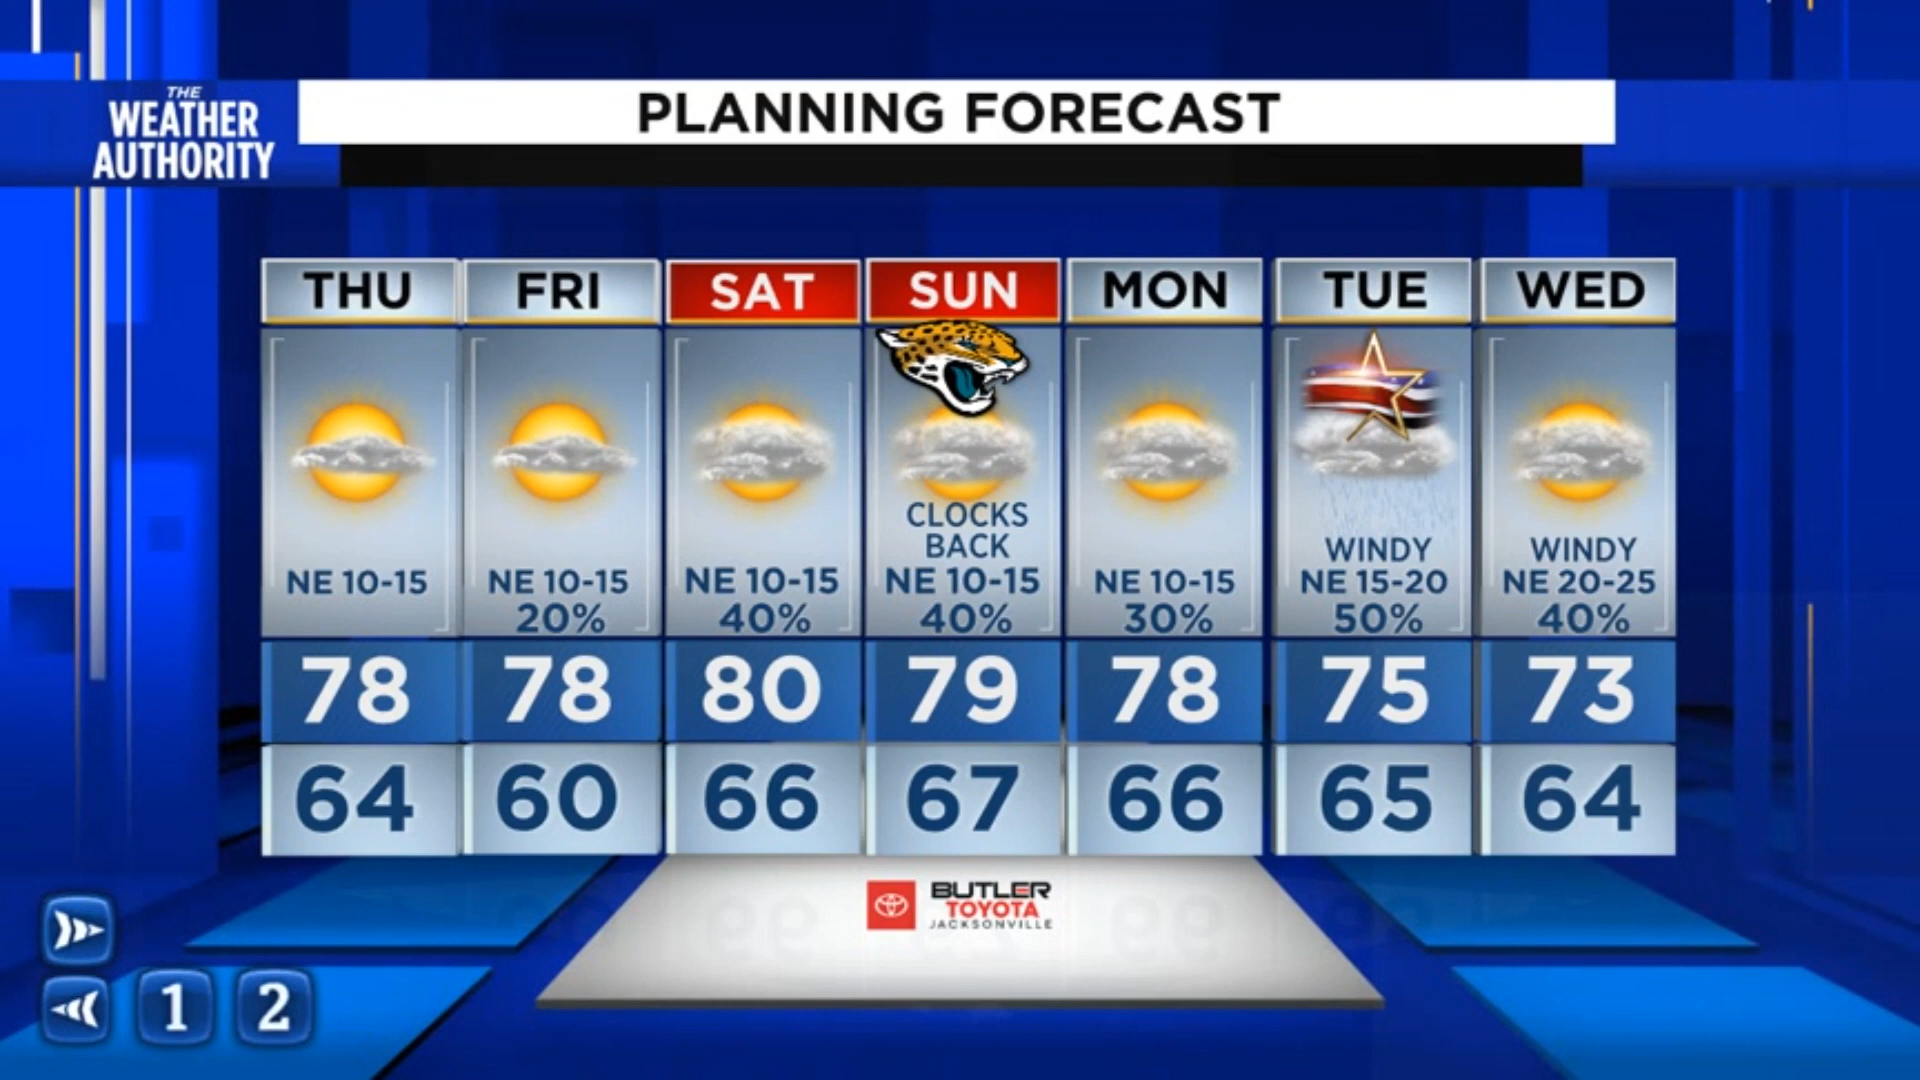 THE
WEATHER
AUTHORITY
PLANNING FORECAST
THU FRI SAT SUN MON TUE WED
CLOCKS
BACK
WINDY WINDY
NE 10-15 NE 10-15 NE 10-15 NE 10-15 NE 10-15 NE 15-20 NE 20-25
20% 40% 40% 30% 50% 40%
78 78 80 79 78 75 73
64 60 66 67 66 65 64
BUTLER
TOYOTA
JACKSONVILLE
1 2